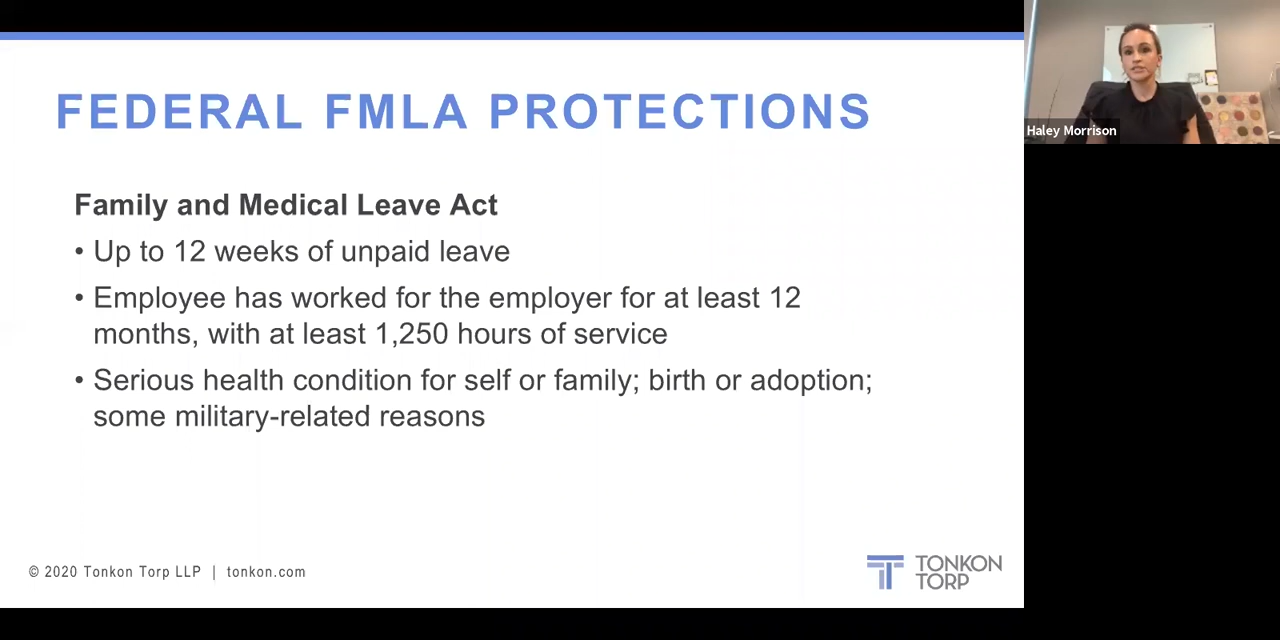 FEDERAL FMLA PROTECTIONS
Family and Medical Leave Act
• Up to 12 weeks of unpaid leave
• Employee has worked for the employer for at least 12
months, with at least 1,250 hours of service
• Serious health condition for self or family; birth or adoption;
some military-related reasons
© 2020 Tonkon Torp LLP | tonkon.com
TONKON
TORP
Haley Morrison